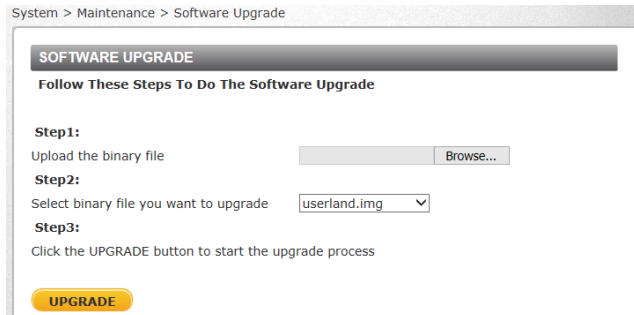 System > Maintenance > Software Upgrade
SOFTWARE UPGRADE
Follow These Steps To Do The Software Upgrade
Step1:
Upload the binary file Browse...
Step2:
Select binary file you want to upgrade userland.img
Step3:
Click the UPGRADE button to start the upgrade process
UPGRADE